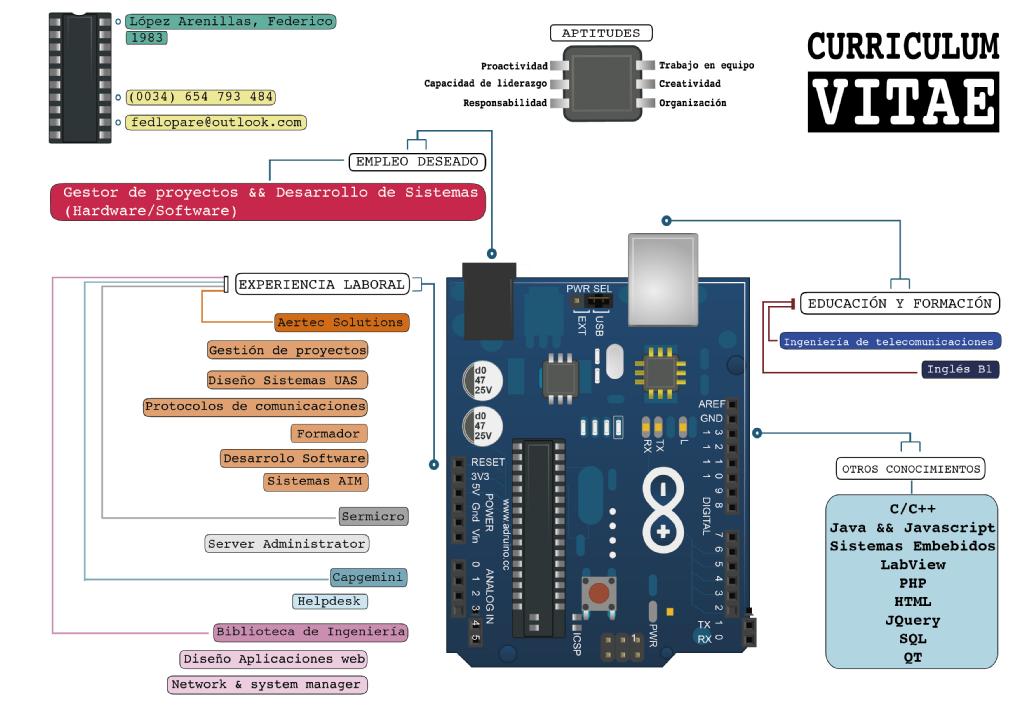 López Arenillas, Federico
1983
(0034) 654 793 484
fedlopare@outlook.com
APTITUDES
Proactividad
Capacidad de liderazgo
Responsabilidad
Trabajo en equipo
Creatividad
Organización
CURRICULUM
VITAE
EMPLEO DESEADO
Gestor de proyectos && Desarrollo de Sistemas
(Hardware/Software)
EXPERIENCIA LABORAL
Aertec Solutions
Gestión de proyectos
Diseño Sistemas UAS
Protocolos de comunicaciones
Formador
Desarrolo Software
Sistemas AIM
Sermicro
Server Administrator
Capgemini
Helpdesk
Biblioteca de Ingeniería
Diseño Aplicaciones web
Network & system manager
PWR SEL
EXT
USB
d0
47
25V
d0
47
25V
RESET
3V3
5V
Gnd
Vin
POWER
0
1
2
3
4
5
ANALOG IN
www.adruino.cc
RX
TX
L
AREF
GND
13
12
11
10
9
8
DIGITAL
7
6
5
4
3
2
TX 1
RX 0
ICSP
1
PWR
EDUCACIÓN Y FORMACIÓN
Ingeniería de telecomunicaciones
Inglés B1
OTROS CONOCIMIENTOS
C/C++
Java && Javascript
Sistemas Embebidos
LabView
PHP
HTML
JQuery
SQL
QT